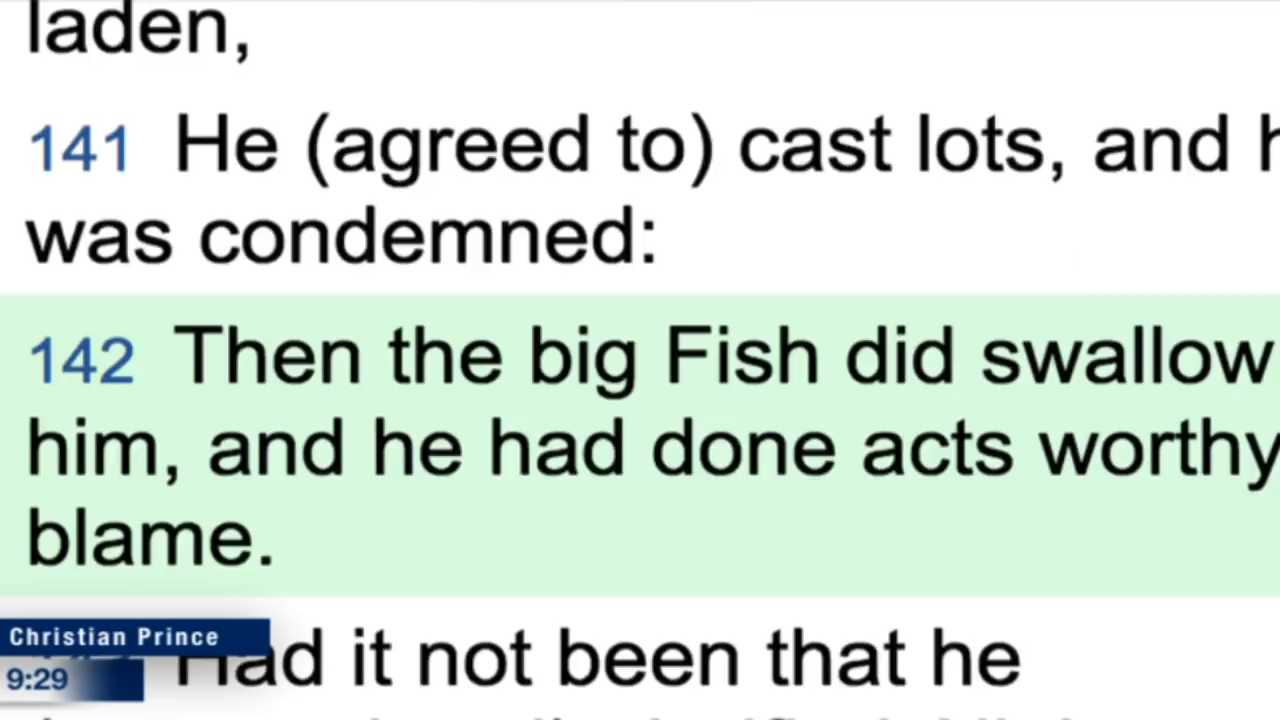 laden,
141 He (agreed to) cast lots, and
was condemned:
142 Then the big Fish did swallow
him, and he had done acts worthy
blame.
Christian Prince
Had it not been that he
9:29